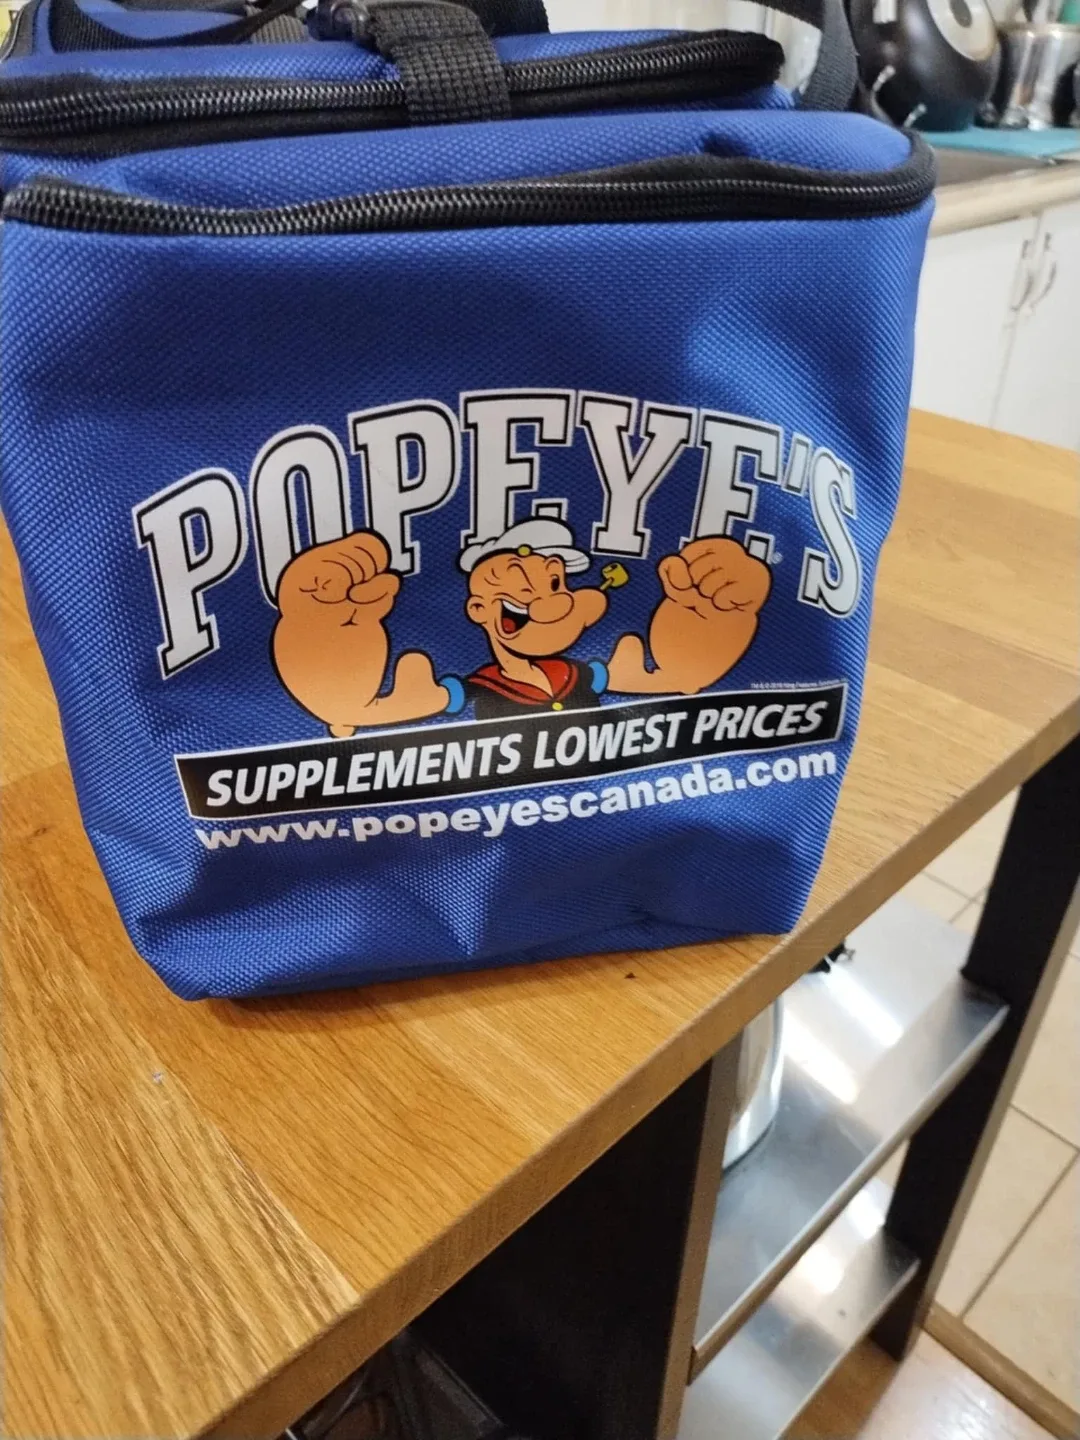 POPEYE'S®
SUPPLEMENTS LOWEST PRICES
www.popeyescanada.com